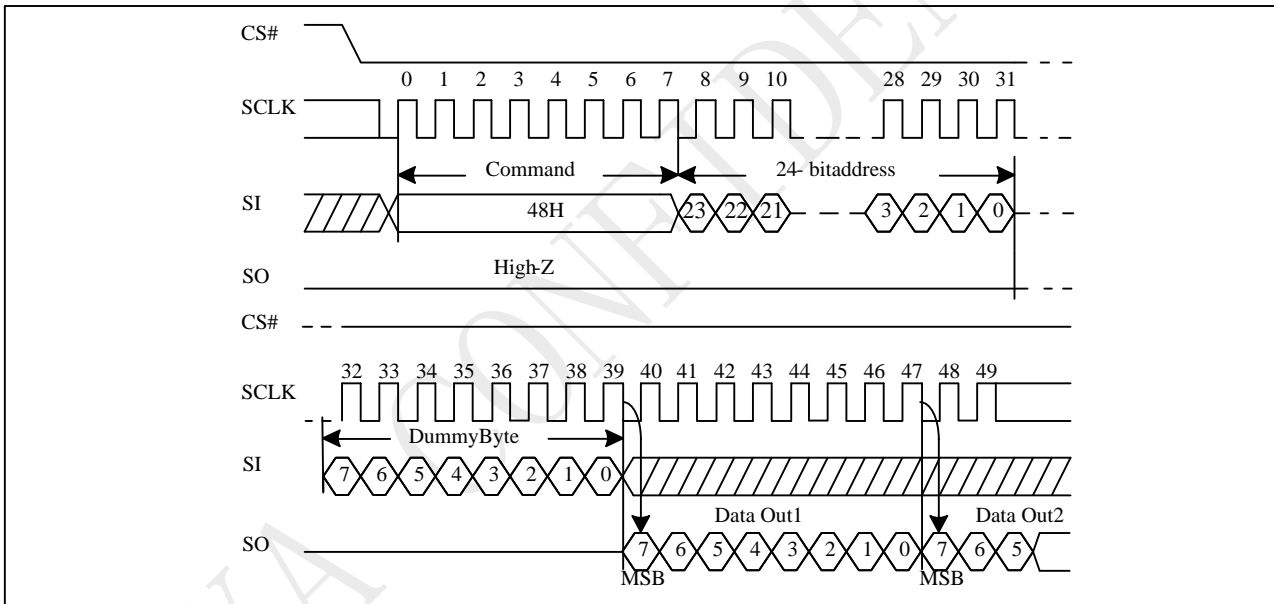 CS#
0 1 2 3 4 5 6 7 8 9 10 28 29 30 31
SCLK
Command 24- bitaddress
SI 48H 23 22 21 3 2 1 0
High-Z
SO
CS#
32 33 34 35 36 37 38 39 40 41 42 43 44 45 46 47 48 49
SCLK
DummyByte
SI 7 6 5 4 3 2 1 0
Data Out1 Data Out2
SO 7 6 5 4 3 2 1 0 7 6 5
MSB MSB